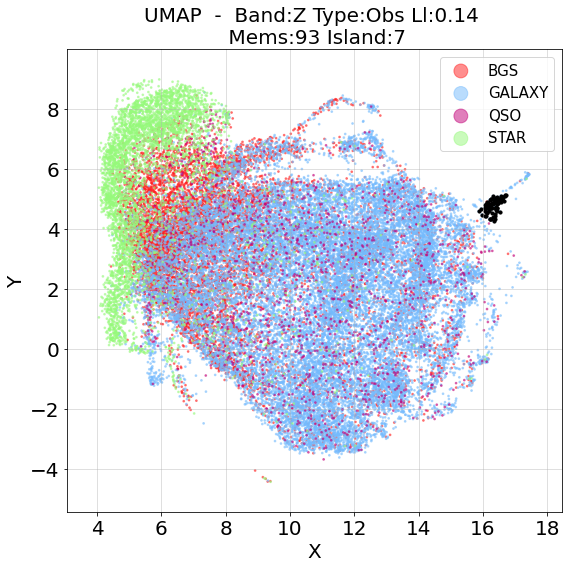 UMAP - Band:Z Type:Obs Ll:0.14
Mems:93 Island:7
BGS
GALAXY
QSO
STAR
8
6
4
2
0
−2
−4
Y
4 6 8 10 12 14 16 18
X